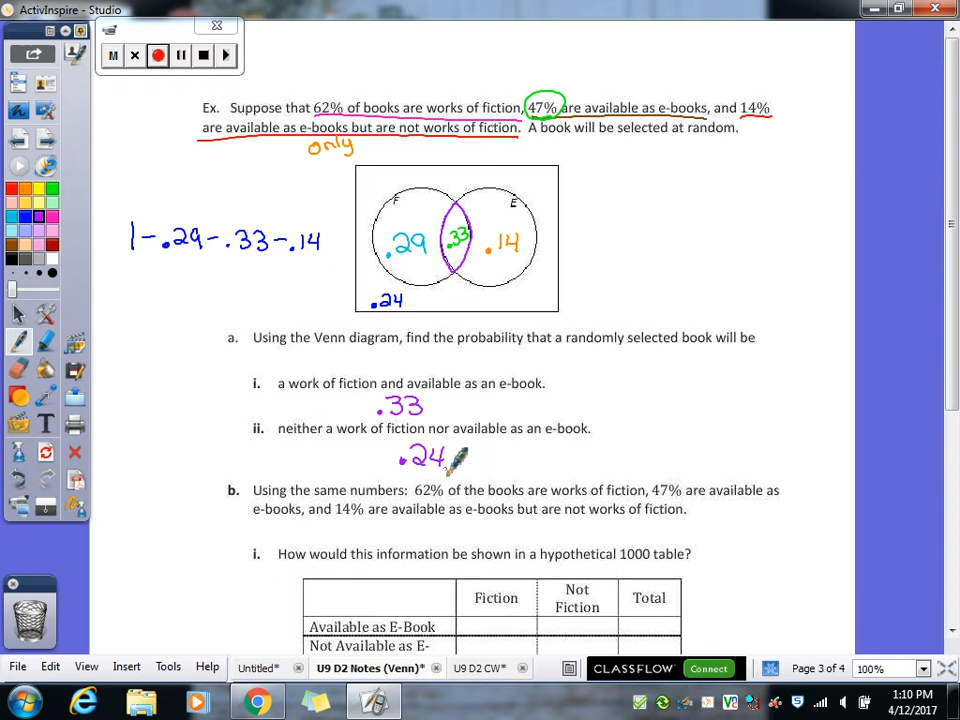 ActivInspire - Studio
M
Ex. Suppose that 62% of books are works of fiction, 47% are available as e-books, and 14%
are available as e-books but are not works of fiction. A book will be selected at random.
only
F
E
1 - .29 - .33 - .14
.29
.33
.14
.24
a. Using the Venn diagram, find the probability that a randomly selected book will be
i. a work of fiction and available as an e-book.
.33
ii. neither a work of fiction nor available as an e-book.
.24
b. Using the same numbers: 62% of the books are works of fiction, 47% are available as
e-books, and 14% are available as e-books but are not works of fiction.
i. How would this information be shown in a hypothetical 1000 table?
Fiction
Not
Fiction
Total
Available as E-Book
Not Available as E-
File Edit View Insert Tools Help
Untitled* U9 D2 Notes (Venn)* U9 D2 CW*
CLASSFLOW Connect
Page 3 of 4 100%
1:10 PM
4/12/2017